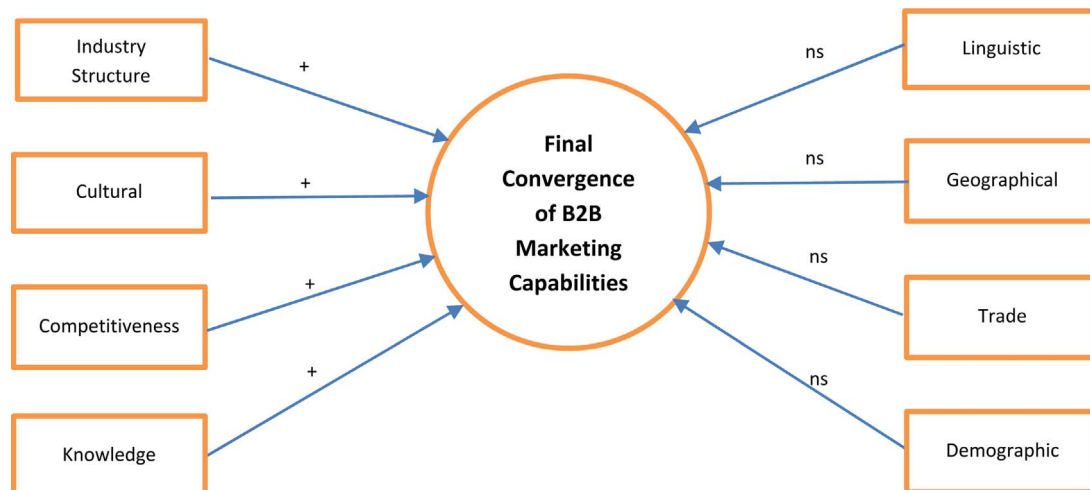 Industry
Structure
+
Cultural
+
Competitiveness
+
Knowledge
+
Final
Convergence
of B2B
Marketing
Capabilities
ns
Linguistic
ns
Geographical
ns
Trade
ns
Demographic